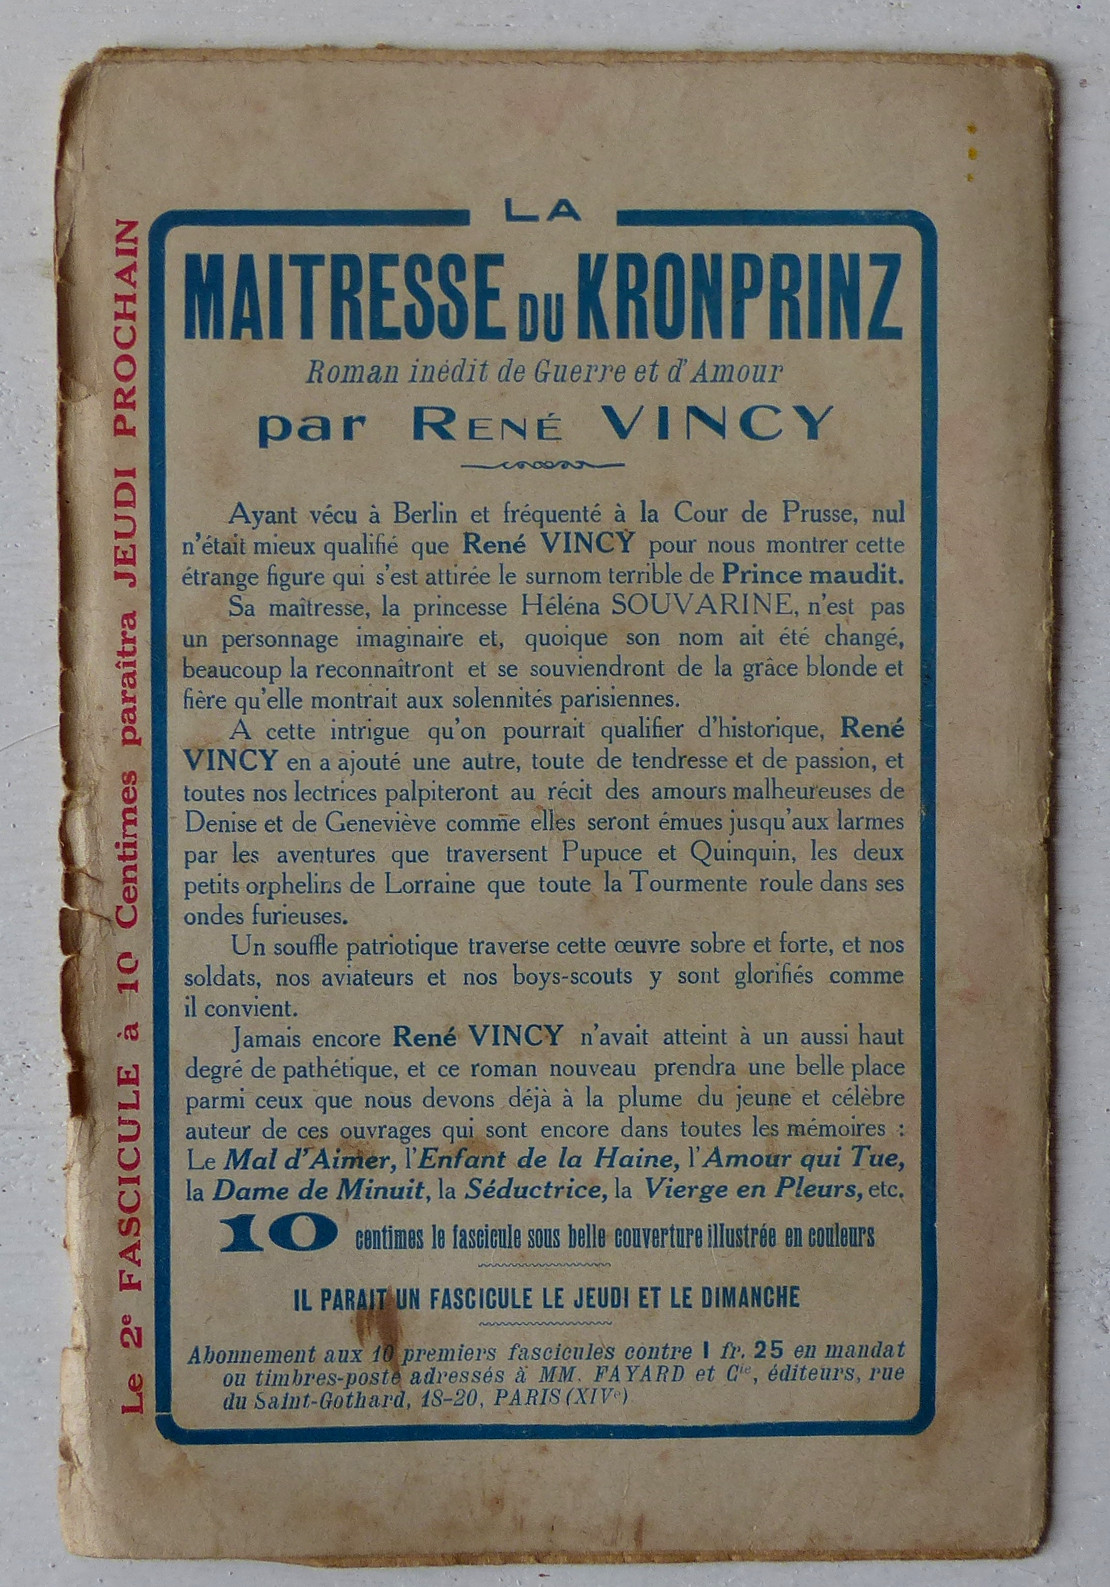 LA
MAITRESSE DU KRONPRINZ
Roman inédit de Guerre et d'Amour
par RENÉ VINCY
Ayant vécu à Berlin et fréquenté à la Cour de Prusse, nul
n'était mieux qualifié que René VINCY pour nous montrer cette
étrange figure qui s'est attirée le surnom terrible de Prince maudit.
Sa maîtresse, la princesse Héléna SOUVARINE, n'est pas
un personnage imaginaire et, quoique son nom ait été changé,
beaucoup la reconnaîtront et se souviendront de la grâce blonde et
fière qu'elle montrait aux solennités parisiennes.
A cette intrigue qu'on pourrait qualifier d'historique, René
VINCY en a ajouté une autre, toute de tendresse et de passion, et
toutes nos lectrices palpiteront au récit des amours malheureuses de
Denise et de Geneviève comme elles seront émues jusqu'aux larmes
par les aventures que traversent Pupuce et Quinquin, les deux
petits orphelins de Lorraine que toute la Tourmente roule dans ses
ondes furieuses.
Un souffle patriotique traverse cette œuvre sobre et forte, et nos
soldats, nos aviateurs et nos boys-scouts y sont glorifiés comme
il convient.
Jamais encore René VINCY n'avait atteint à un aussi haut
degré de pathétique, et ce roman nouveau prendra une belle place
parmi ceux que nous devons déjà à la plume du jeune et célèbre
auteur de ces ouvrages qui sont encore dans toutes les mémoires :
Le Mal d'Aimer, l'Enfant de la Haine, l'Amour qui Tue,
la Dame de Minuit, la Séductrice, la Vierge en Pleurs, etc.
10 centimes le fascicule sous belle couverture illustrée en couleurs
IL PARAIT UN FASCICULE LE JEUDI ET LE DIMANCHE
Abonnement aux 10 premiers fascicules contre 1 fr. 25 en mandat
ou timbres-poste adressés à MM. FAYARD et Cie, éditeurs, rue
du Saint-Gothard, 18-20, PARIS (XIVe)
Le 2e FASCICULE à 10 Centimes paraîtra JEUDI PROCHAIN